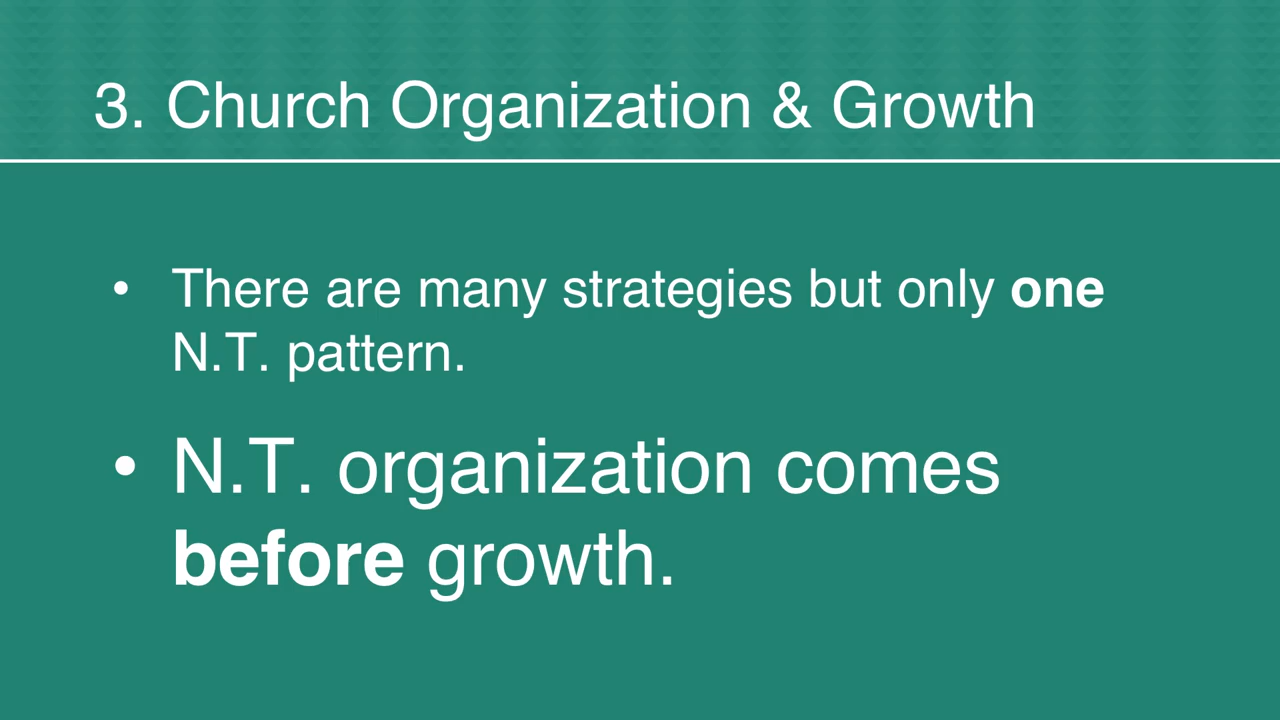 3. Church Organization & Growth
• There are many strategies but only one
N.T. pattern.
• N.T. organization comes
before growth.